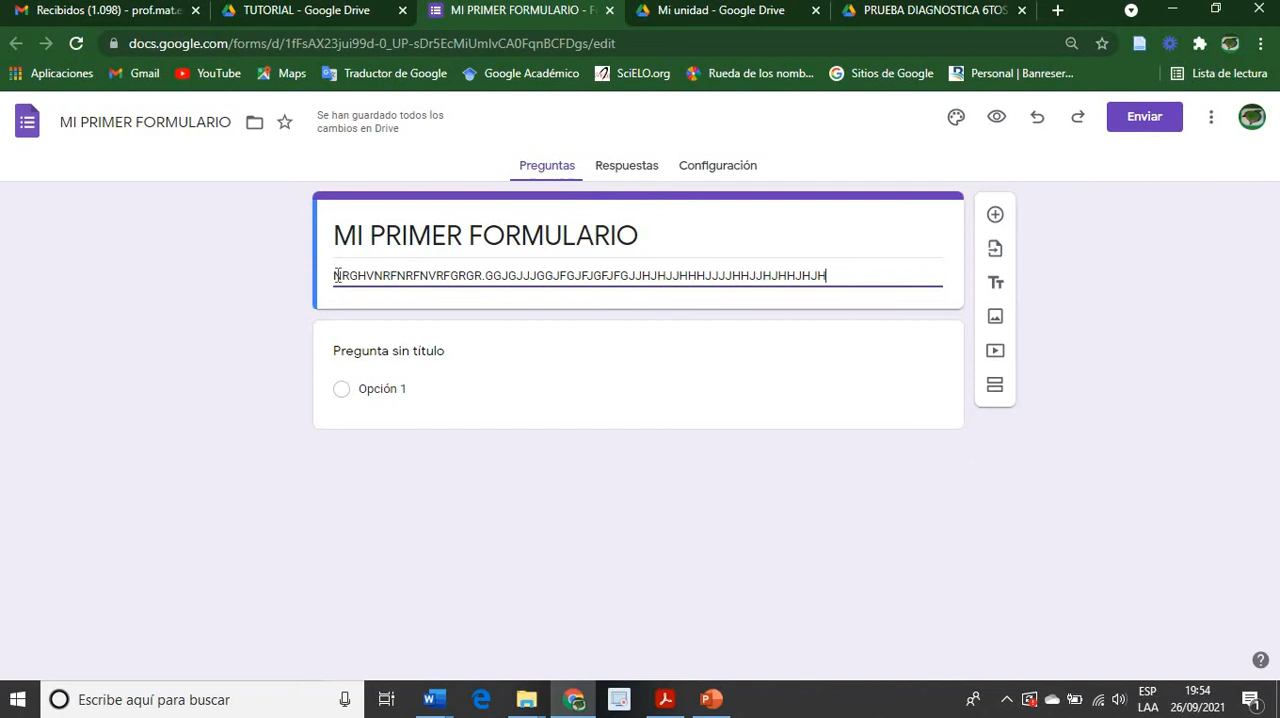 Recibidos (1.098) - prof.mat.e
TUTORIAL - Google Drive
MI PRIMER FORMULARIO - F
Mi unidad - Google Drive
PRUEBA DIAGNOSTICA 6TOS
docs.google.com/forms/d/1fFsAX23jui99d-0_UP-sDr5EcMiUmlvCA0FqnBCFDgs/edit
Aplicaciones
Gmail
YouTube
Maps
Traductor de Google
Google Académico
SciELO.org
Rueda de los nomb...
Sitios de Google
Personal | Banreser...
Lista de lectura
MI PRIMER FORMULARIO
Se han guardado todos los
cambios en Drive
Enviar
Preguntas
Respuestas
Configuración
MI PRIMER FORMULARIO
NRGHVNRFNRFNVRFGRGR.GGJGJJJGGJFGJFJGFJFGJJHJHJJHHHJJJJHHJJHJHHJHJH
Pregunta sin título
Opción 1
Escribe aquí para buscar
ESP
LAA
19:54
26/09/2021